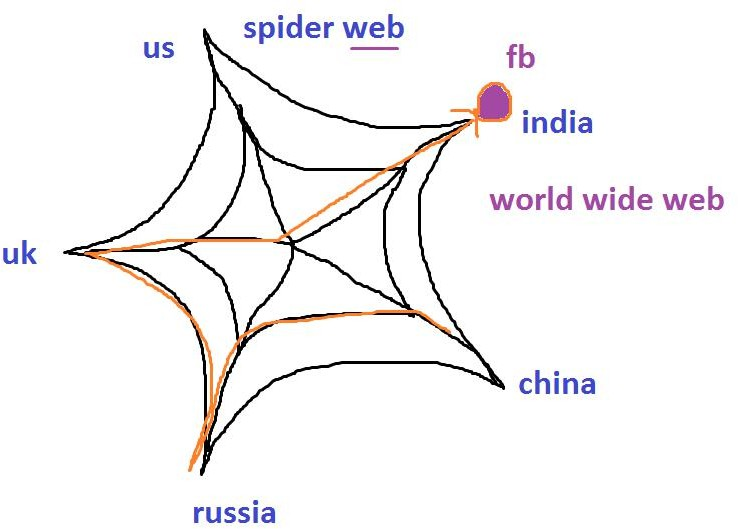 spider web
us
fb
india
world wide web
uk
china
russia